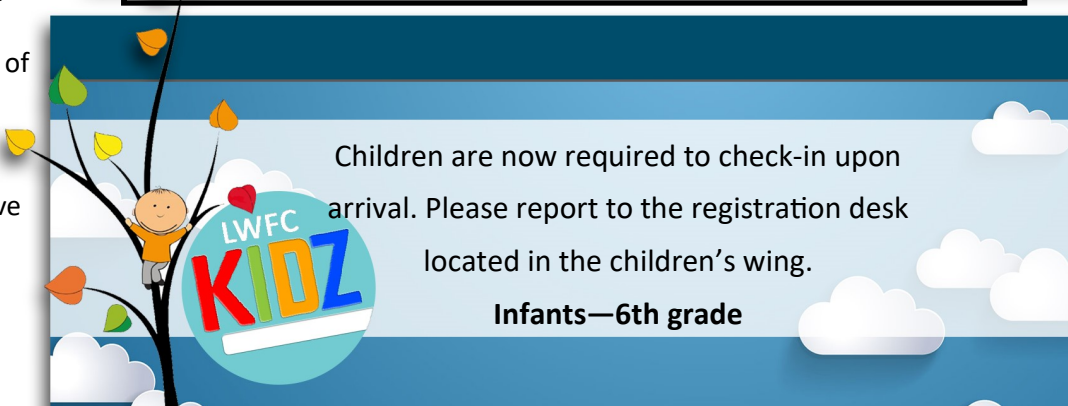 of
ve
LWFC
KIDZ
Children are now required to check-in upon
arrival. Please report to the registration desk
located in the children’s wing.
Infants—6th grade